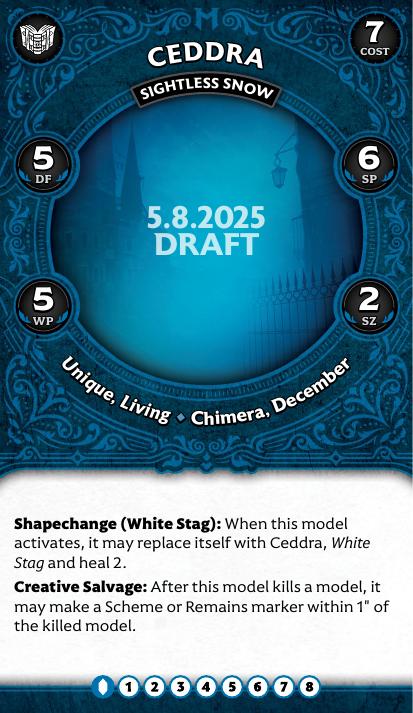 7
COST
CEDDRA
SIGHTLESS SNOW
5
DF
6
SP
5.8.2025
DRAFT
5
WP
2
SZ
Unique, Living ◆ Chimera, December
Shapechange (White Stag): When this model
activates, it may replace itself with Ceddra, White
Stag and heal 2.
Creative Salvage: After this model kills a model, it
may make a Scheme or Remains marker within 1" of
the killed model.
1 2 3 4 5 6 7 8